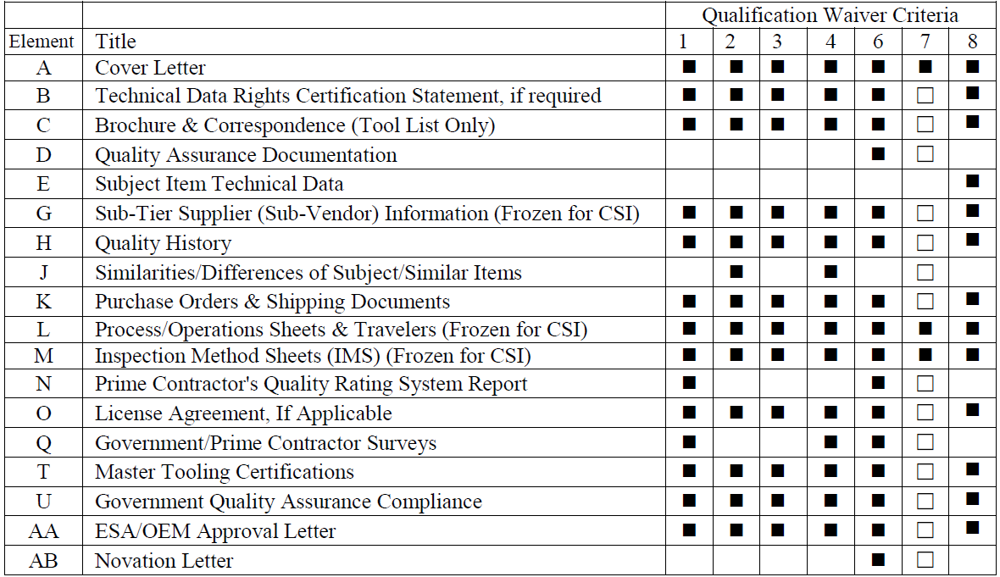 Qualification Waiver Criteria
Element Title 1 2 3 4 6 7 8
A Cover Letter ■ ■ ■ ■ ■ ■ ■
B Technical Data Rights Certification Statement, if required ■ ■ ■ ■ ■ □ ■
C Brochure & Correspondence (Tool List Only) ■ ■ ■ ■ ■ □ ■
D Quality Assurance Documentation ■ □
E Subject Item Technical Data ■
G Sub-Tier Supplier (Sub-Vendor) Information (Frozen for CSI) ■ ■ ■ ■ ■ □ ■
H Quality History ■ ■ ■ ■ ■ □ ■
J Similarities/Differences of Subject/Similar Items ■ ■ □
K Purchase Orders & Shipping Documents ■ ■ ■ ■ ■ □ ■
L Process/Operations Sheets & Travelers (Frozen for CSI) ■ ■ ■ ■ ■ ■ ■
M Inspection Method Sheets (IMS) (Frozen for CSI) ■ ■ ■ ■ ■ ■ ■
N Prime Contractor's Quality Rating System Report ■ ■ □
O License Agreement, If Applicable ■ ■ ■ ■ ■ □ ■
Q Government/Prime Contractor Surveys ■ ■ ■ □
T Master Tooling Certifications ■ ■ ■ ■ ■ □ ■
U Government Quality Assurance Compliance ■ ■ ■ ■ ■ □ ■
AA ESA/OEM Approval Letter ■ ■ ■ ■ ■ □ ■
AB Novation Letter ■ □